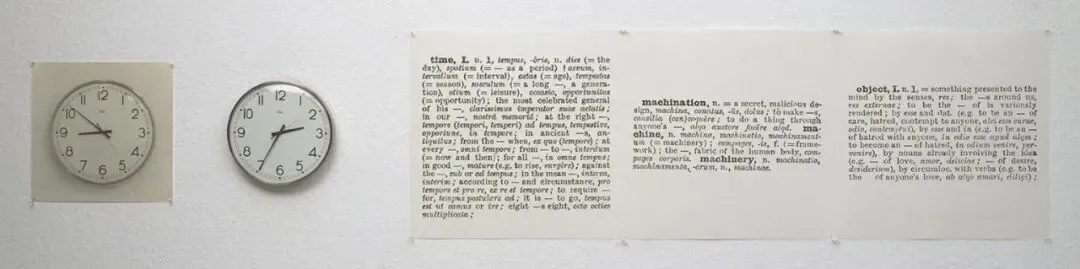 12
1
2
3
4
5
6
7
8
9
10
11
12
1
2
3
4
5
6
7
8
9
10
11
time, I. n. 1, tempus, -ōris, n. dies (= the
day), spatium (= — as a period) † aevum, in-
tervallum (= interval), aetas (= age), tempestas
(= season), saeculum (= a long —, a genera-
tion), otium (= leisure), occasio, opportunitas
(= opportunity); the most celebrated general
of his —, clarissimus imperator suae aetatis;
in our —, nostrā memoriā; at the right —,
tempore (tempori, temperi) ad tempus, tempestive,
opportune, in tempore; in ancient —s, an-
tiquitus; from the — when, ex quo (tempore); at
every —, omni tempore; from — to —, interdum
(= now and then); for all —, in omne tempus;
in good —, mature (e.g. to rise, surgĕre); against
the —, sub or ad tempus; in the mean —, interea,
interim; according to — and circumstance, pro
tempore et pro re, ex re et tempore; to require —
for, tempus postulare ad; it is — to go, tempus
est ut eamus or ire; eight —s eight, octo octies
multiplicata;
machination, n. = a secret, malicious de-
sign, machina, conatus, -ūs, dolus; to make —s,
consilia (con)coquĕre; to do a thing through
anyone's —, algo auctore facĕre alqd. ma-
chine, n. machina, machinatio, machinament-
um (= machinery); compages, -is, f. (= frame-
work); the —, fabric of the human body, com-
pages corporis. machinery, n. machinatio,
machinamenta, -orum, n., machinae.
object, I. n. 1, = something presented to the
mind by the senses, res; the —s around us,
res externae; to be the — of is variously
rendered; by esse and dat. (e.g. to be an — of
care, hatred, contempt to anyone, alci esse curae,
odio, contemptui), by esse and in (e.g. to be an —
of hatred with anyone, in odio esse apud alqm;
to become an — of hatred, in odium venire, per-
venire), by nouns already involving the idea
(e.g. — of love, amor, deliciae; — of desire,
desiderium), by circumloc. with verbs (e.g. to be
the of anyone's love, ab alqo amari, diligi);